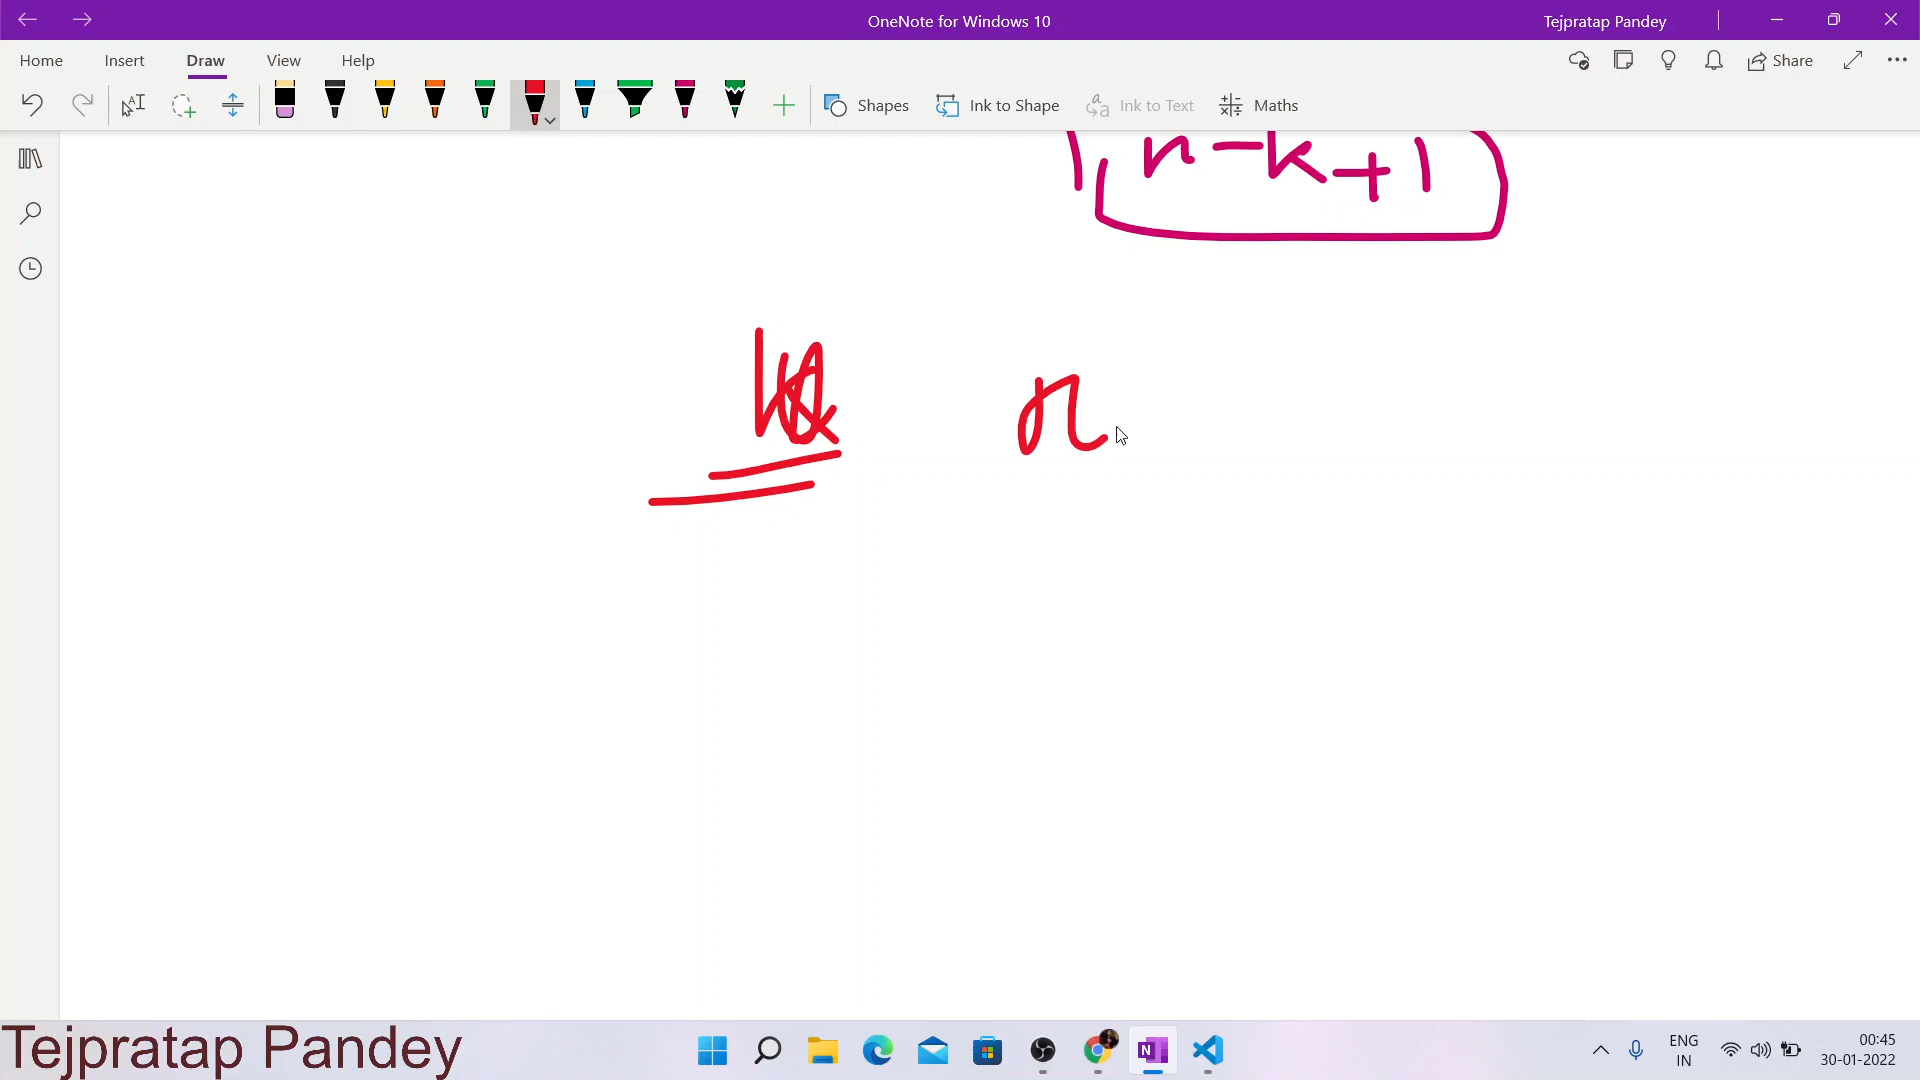 OneNote for Windows 10
Tejpratap Pandey
Home Insert Draw View Help
Share
Shapes Ink to Shape Ink to Text Maths
n-k+1
n
Tejpratap Pandey
ENG
IN
00:45
30-01-2022